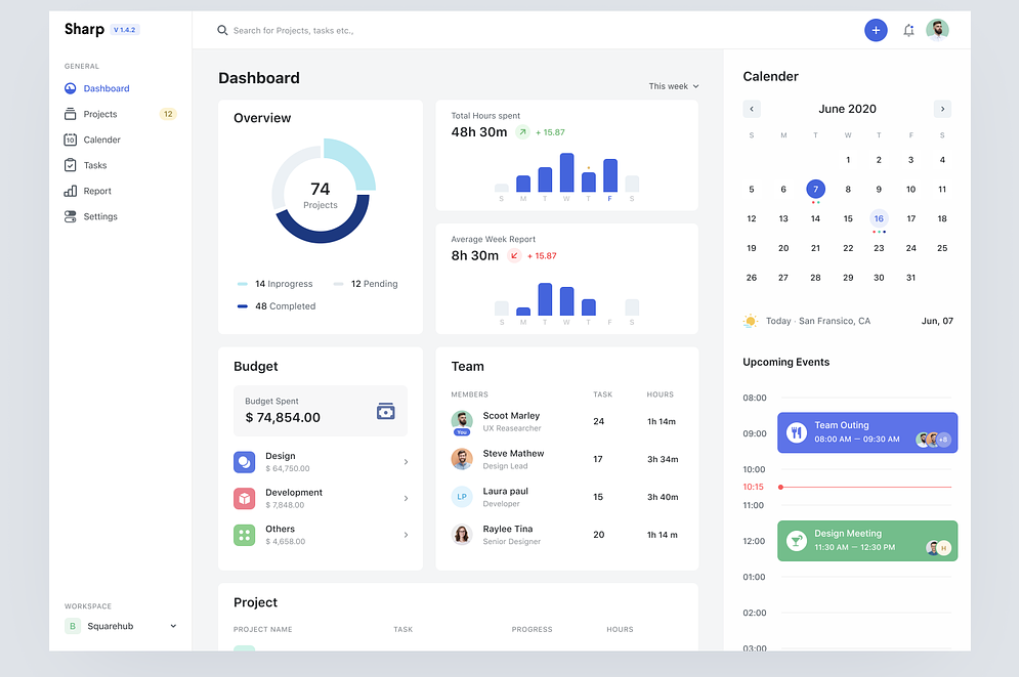 Sharp V 1.4.2
Search for Projects, tasks etc.,
GENERAL
Dashboard
Projects 12
10 Calender
Tasks
Report
Settings
WORKSPACE
B Squarehub
Dashboard
This week
Overview
74
Projects
14 Inprogress 12 Pending
48 Completed
Total Hours spent
48h 30m + 15.87
S M T W T F S
Average Week Report
8h 30m + 15.87
S M T W T F S
Budget
Budget Spent
$ 74,854.00
Design
$ 64,750.00
Development
$ 7,848.00
Others
$ 4,658.00
Team
MEMBERS TASK HOURS
Scoot Marley 24 1h 14m
You UX Reasearcher
Steve Mathew 17 3h 34m
Design Lead
LP Laura paul 15 3h 40m
Developer
Raylee Tina 20 1h 14 m
Senior Designer
Project
PROJECT NAME TASK PROGRESS HOURS
Calender
June 2020
S M T W T F S
1 2 3 4
5 6 7 8 9 10 11
12 13 14 15 16 17 18
19 20 21 22 23 24 25
26 27 28 29 30 31
Today · San Fransico, CA Jun, 07
Upcoming Events
08:00
09:00
Team Outing
08:00 AM — 09:30 AM +8
10:00
10:15
11:00
12:00
Design Meeting
11:30 AM — 12:30 PM H
01:00
02:00
03:00